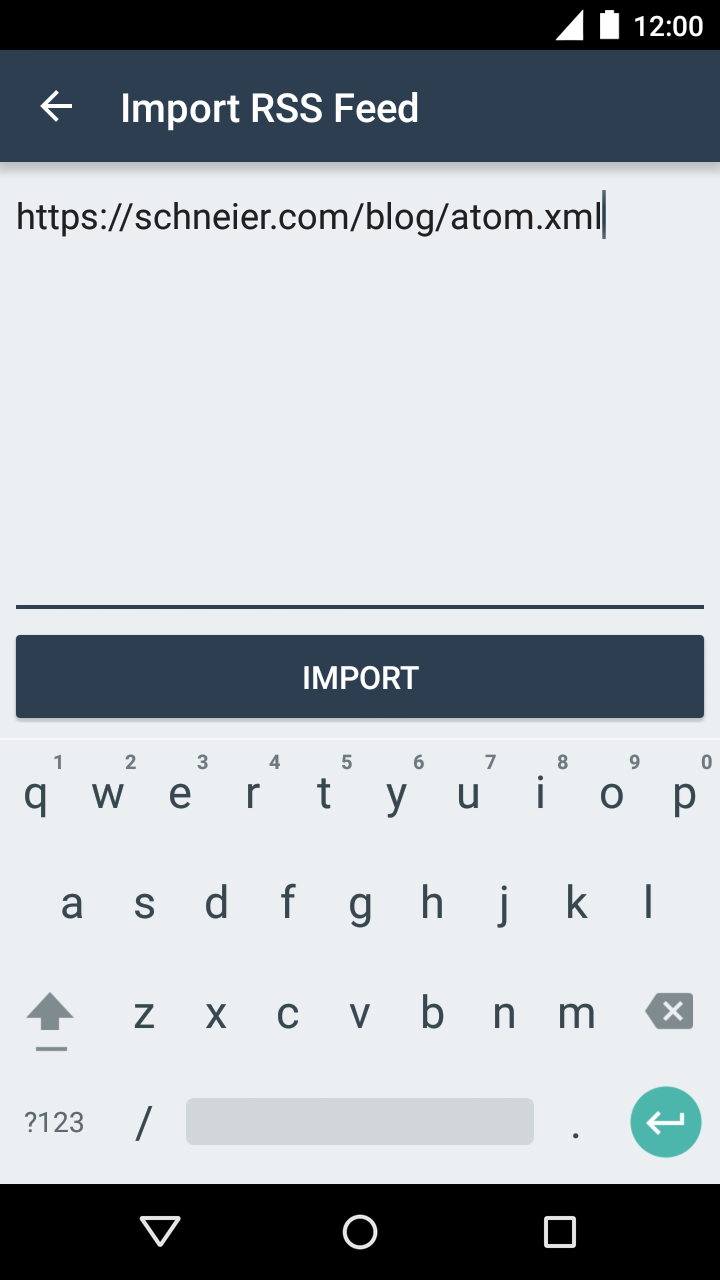 12:00
Import RSS Feed
https://schneier.com/blog/atom.xml
IMPORT
1 2 3 4 5 6 7 8 9 0
q w e r t y u i o p
a s d f g h j k l
z x c v b n m
?123 / .